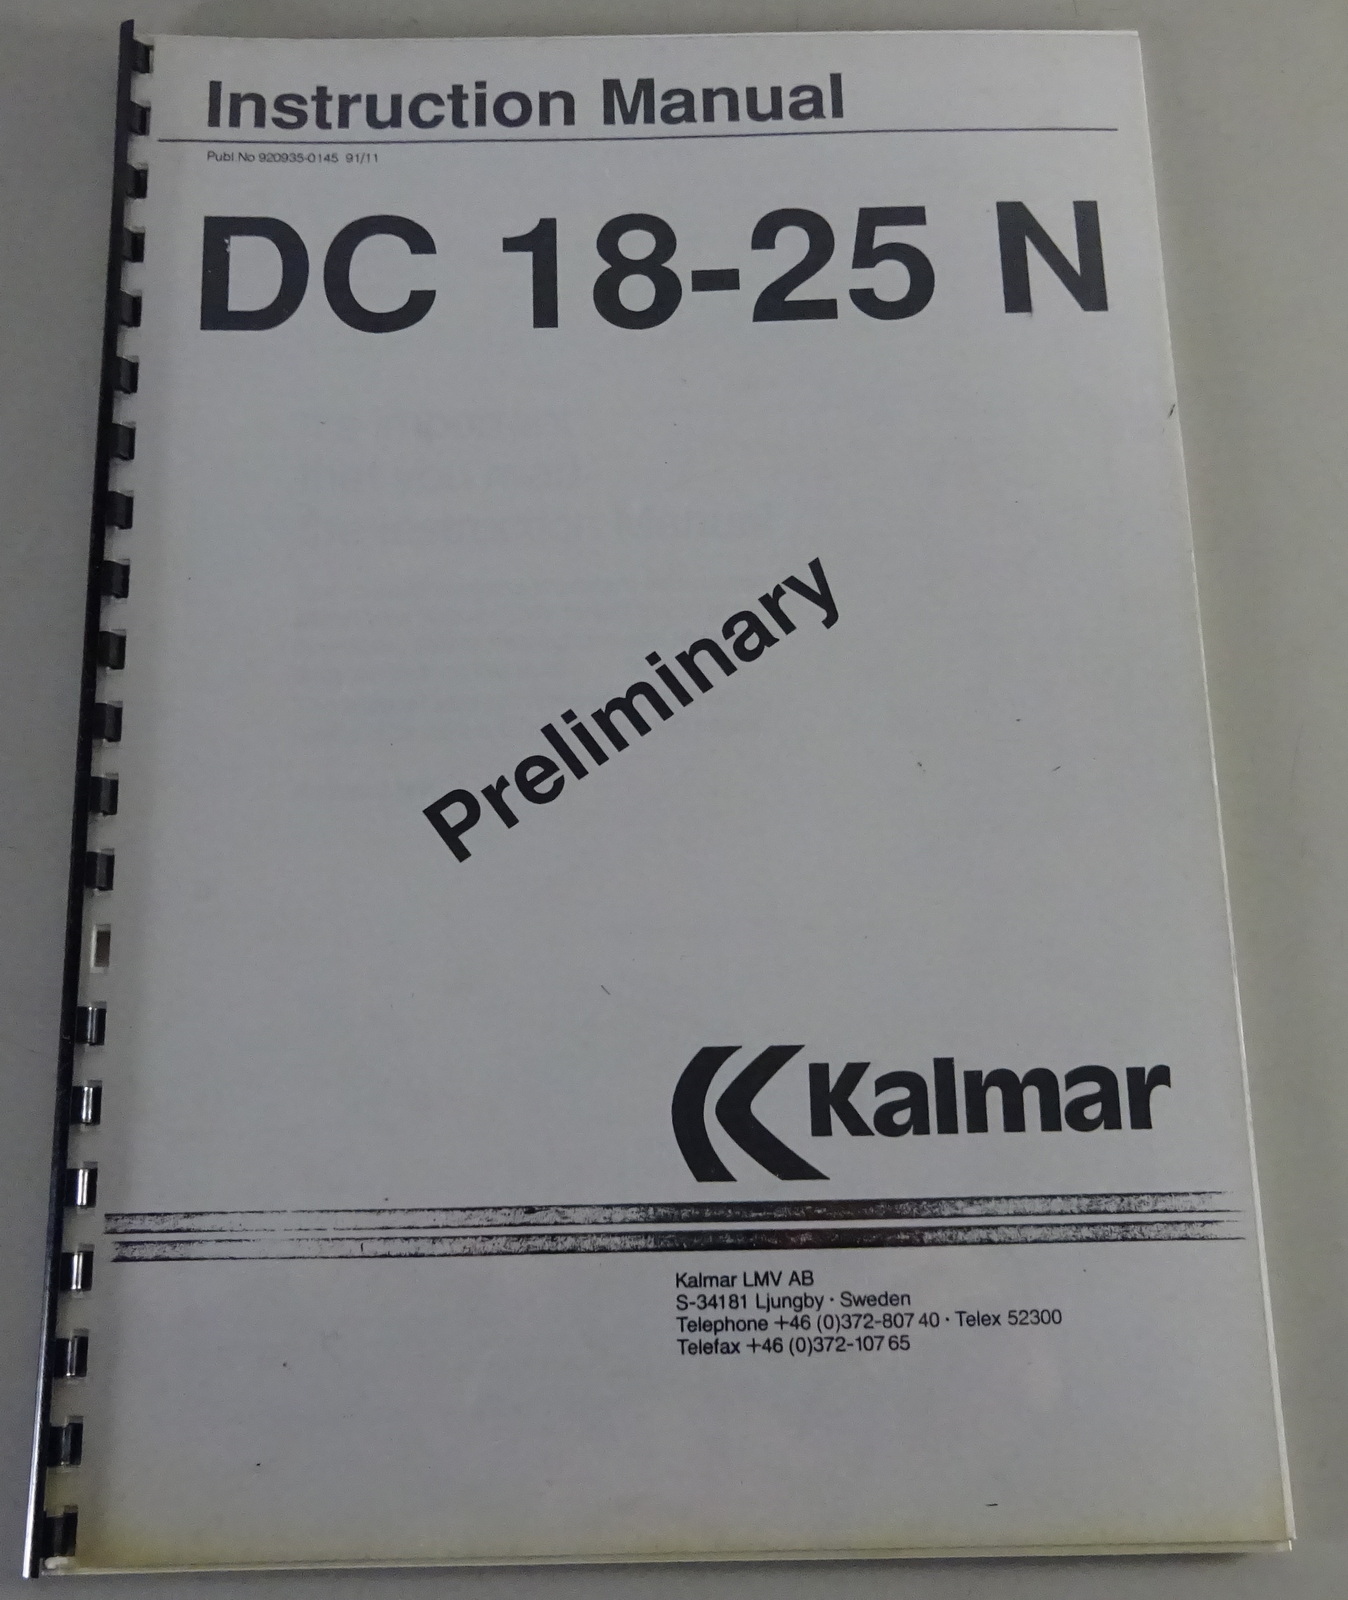 Instruction Manual
Publ.No 920935-0145 91/11
DC 18-25 N
Preliminary
Kalmar
Kalmar LMV AB
S-34181 Ljungby · Sweden
Telephone +46 (0)372-807 40 · Telex 52300
Telefax +46 (0)372-107 65